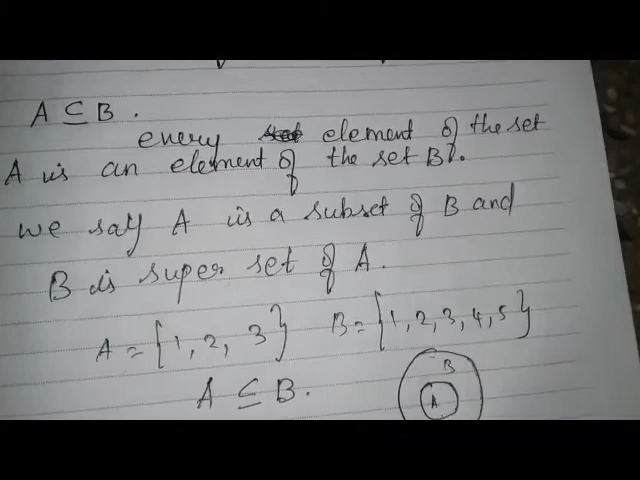 A ⊆ B.
every element of the set
A is an element of the set B.
we say A is a subset of B and
B is super set of A.
A = {1, 2, 3} B = {1, 2, 3, 4, 5}
A ⊆ B.
B
A